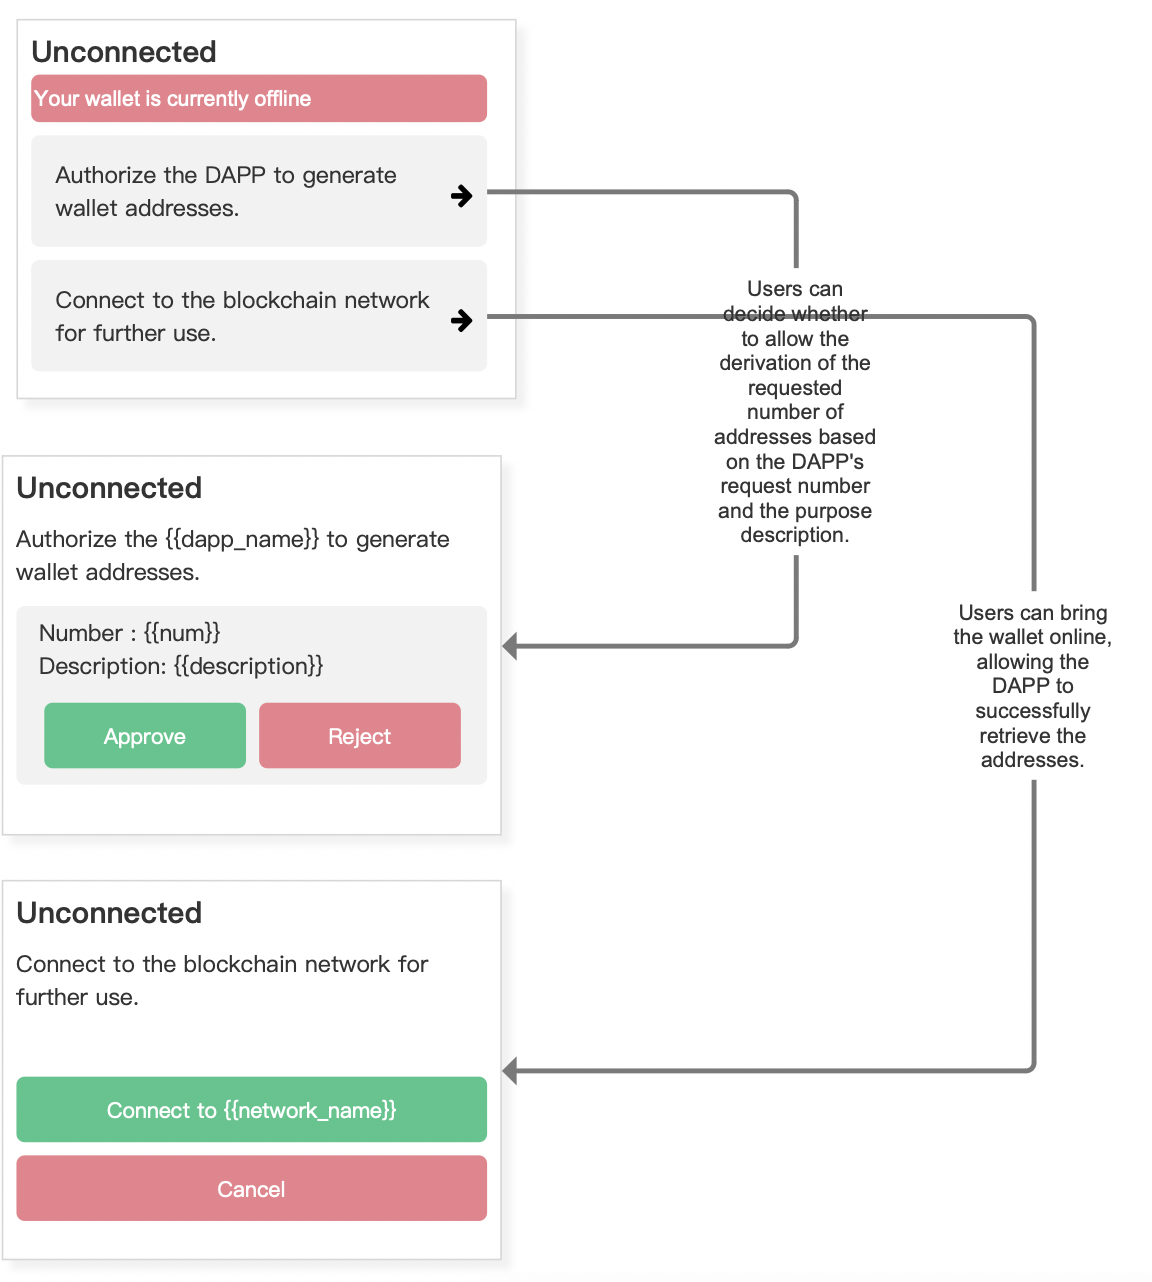 Unconnected
Your wallet is currently offline
Authorize the DAPP to generate
wallet addresses.
Connect to the blockchain network
for further use.
Users can
decide whether
to allow the
derivation of the
requested
number of
addresses based
on the DAPP's
request number
and the purpose
description.
Unconnected
Authorize the {{dapp_name}} to generate
wallet addresses.
Number : {{num}}
Description: {{description}}
Approve
Reject
Users can bring
the wallet online,
allowing the
DAPP to
successfully
retrieve the
addresses.
Unconnected
Connect to the blockchain network for
further use.
Connect to {{network_name}}
Cancel